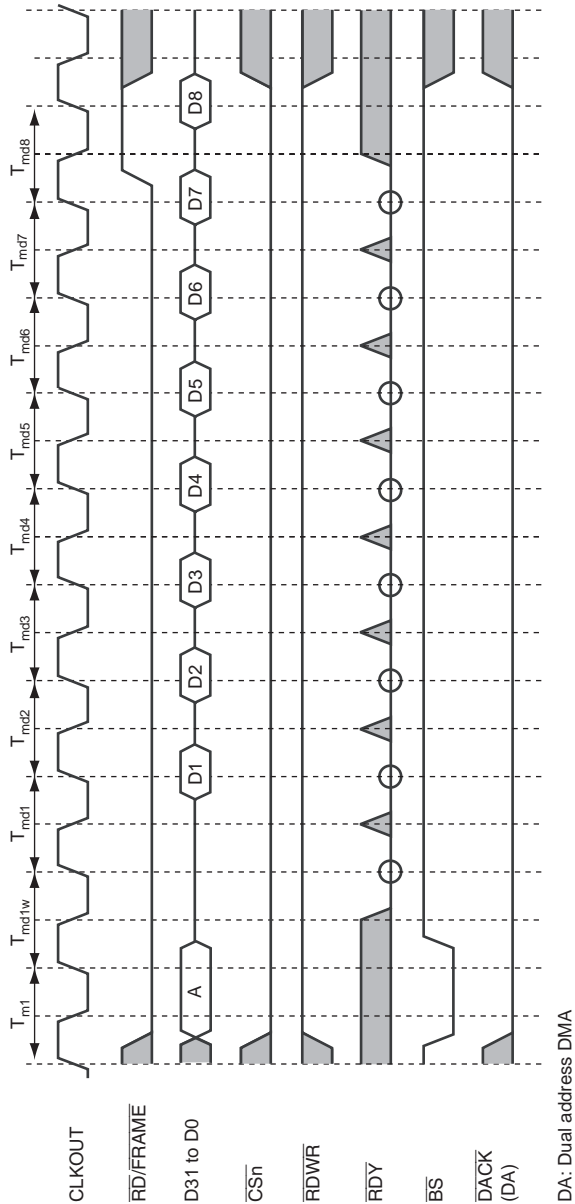 Tm1 Tmd1w Tmd1 Tmd2 Tmd3 Tmd4 Tmd5 Tmd6 Tmd7 Tmd8
CLKOUT
RD/FRAME
D31 to D0 A D1 D2 D3 D4 D5 D6 D7 D8
CSn
RDWR
RDY
BS
DACK
(DA)
DA: Dual address DMA